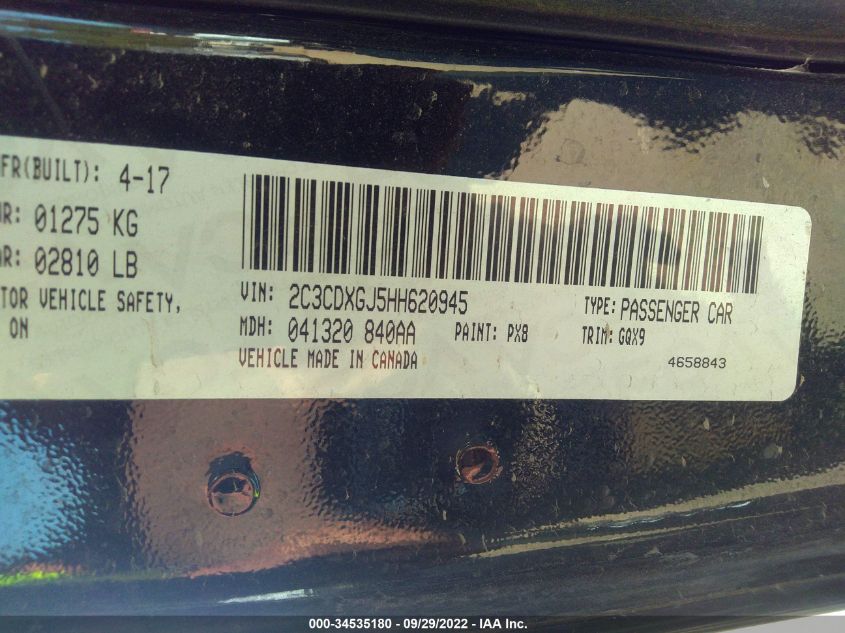 FR(BUILT): 4-17
R: 01275 KG
R: 02810 LB
TOR VEHICLE SAFETY,
ON
VIN: 2C3CDXGJ5HH620945
TYPE: PASSENGER CAR
MDH: 041320 840AA PAINT: PX8 TRIM: GQX9
VEHICLE MADE IN CANADA
4658843
000-34535180 - 09/29/2022 - IAA Inc.